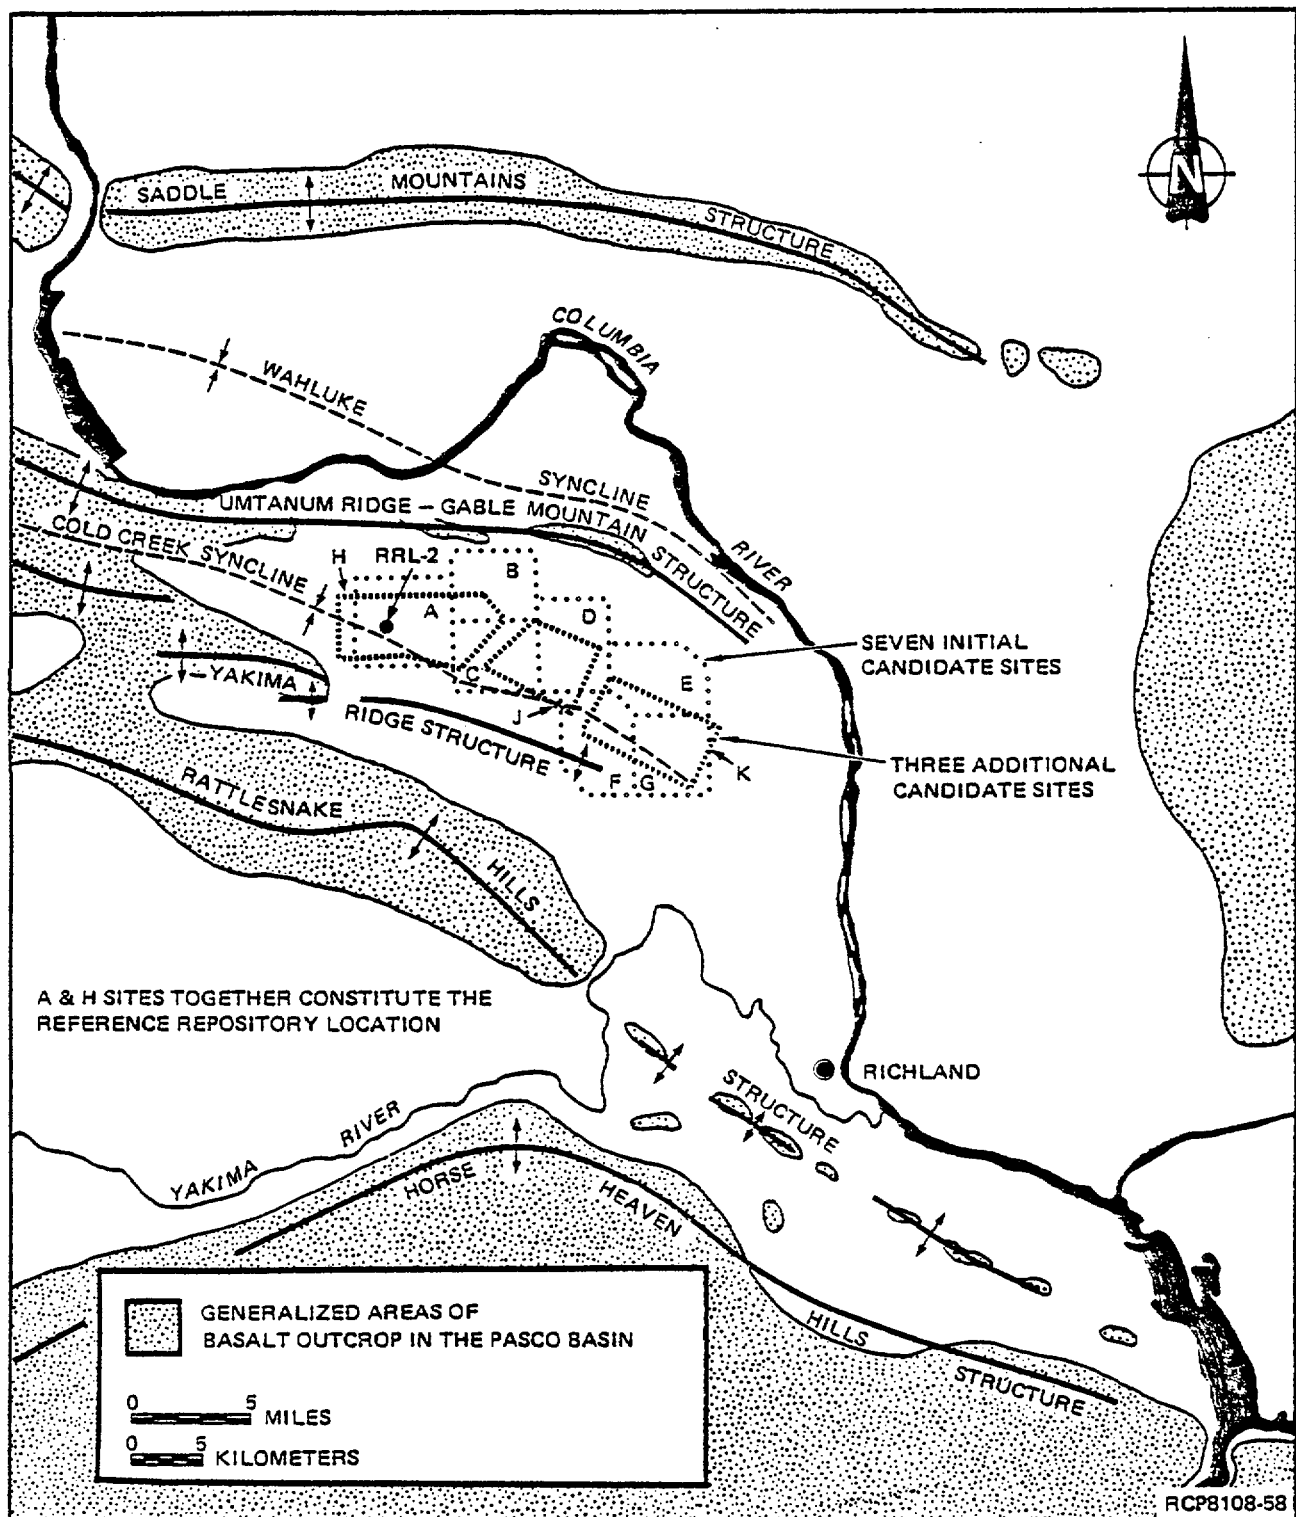 N
SADDLE MOUNTAINS STRUCTURE
COLUMBIA
WAHLUKE
SYNCLINE
UMTANUM RIDGE – GABLE MOUNTAIN STRUCTURE
RIVER
COLD CREEK SYNCLINE
H
RRL-2
B
A
D
SEVEN INITIAL
CANDIDATE SITES
C
E
YAKIMA
J
RIDGE STRUCTURE
THREE ADDITIONAL
CANDIDATE SITES
K
F
G
RATTLESNAKE
HILLS
A & H SITES TOGETHER CONSTITUTE THE
REFERENCE REPOSITORY LOCATION
RICHLAND
STRUCTURE
YAKIMA RIVER
HORSE
HEAVEN
HILLS
STRUCTURE
GENERALIZED AREAS OF
BASALT OUTCROP IN THE PASCO BASIN
0 5 MILES
0 5 KILOMETERS
RCP8108-58